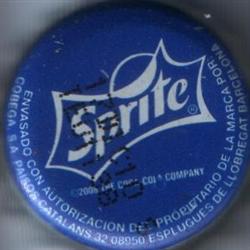 Sprite
©2008 THE COCA-COLA COMPANY
ENVASADO CON AUTORIZACION DEL PROPIETARIO DE LA MARCA POR
COBEGA, S.A. PAISOS CATALANS 32 08950 ESPLUGUES DE LLOBREGAT BARCELONA